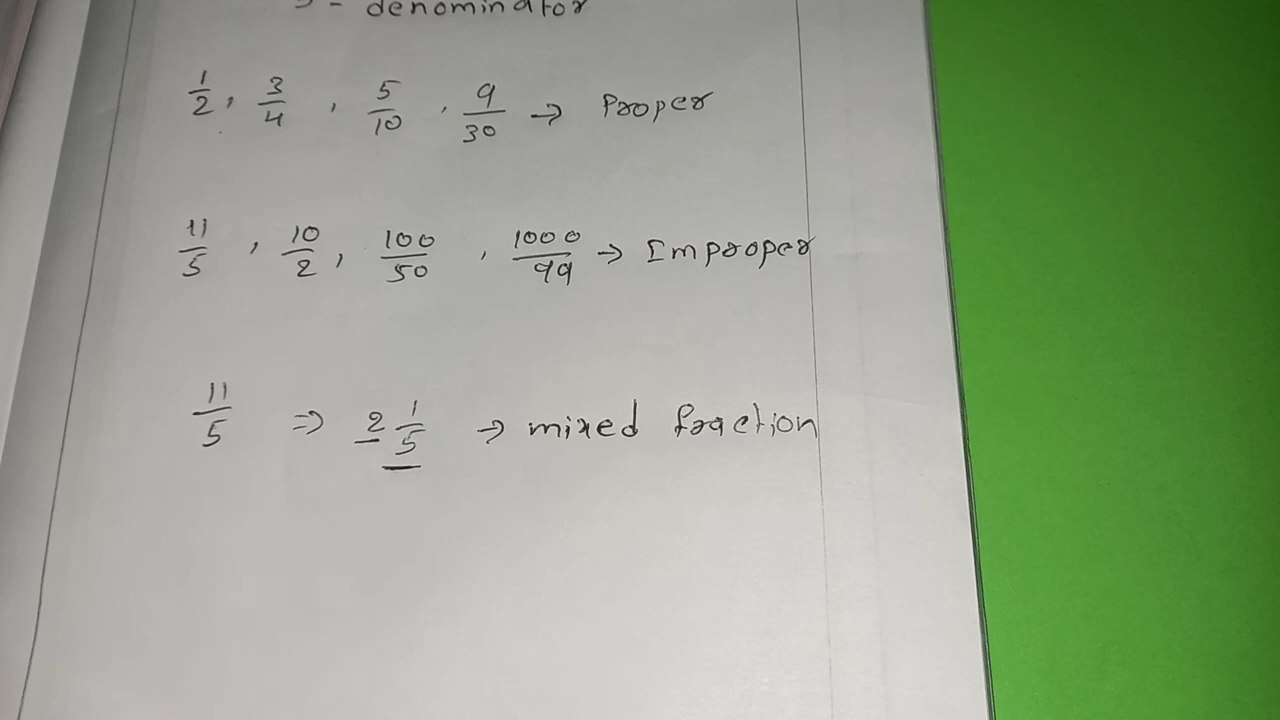 - denominator
1/2, 3/4, 5/10, 9/30 → Proper
11/5, 10/2, 100/50, 1000/99 → Improper
11/5 ⇒ 2 1/5 → mixed fraction